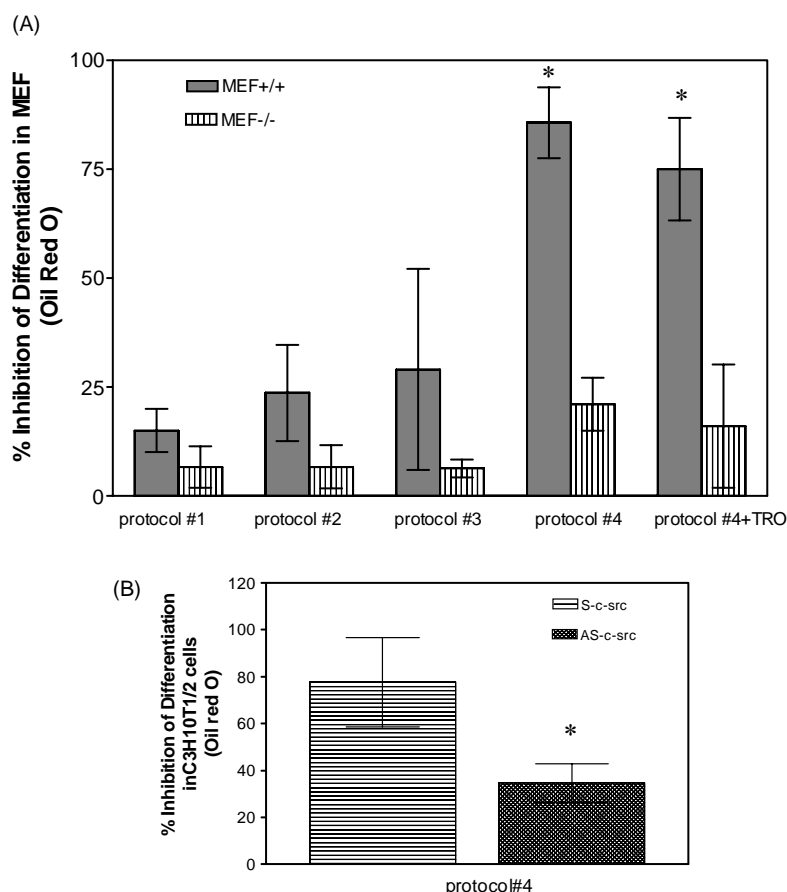 (A)
% Inhibition of Differentiation in MEF
(Oil Red O)
100
75
50
25
0
MEF+/+
MEF-/-
*
*
protocol #1
protocol #2
protocol #3
protocol #4
protocol #4+TRO
(B)
% Inhibition of Differentiation
inC3H10T1/2 cells
(Oil red O)
120
100
80
60
40
20
0
S-c-src
AS-c-src
*
protocol#4